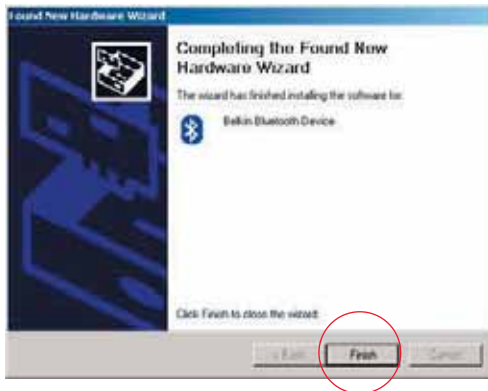 Found New Hardware Wizard
Completing the Found New
Hardware Wizard
The wizard has finished installing the software for:
Belkin Bluetooth Device
Click Finish to close the wizard.
< Back
Finish
Cancel